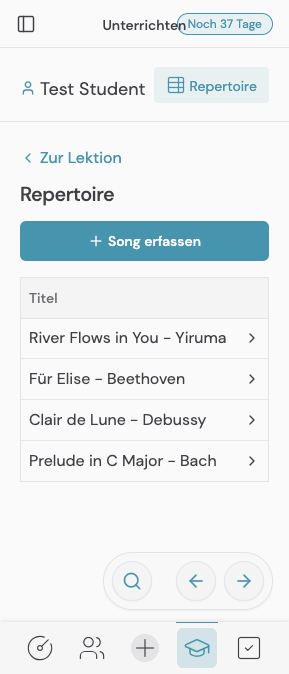 Unterrichten
Noch 37 Tage
Test Student
Repertoire
Zur Lektion
Repertoire
Song erfassen
Titel
River Flows in You – Yiruma
Für Elise – Beethoven
Clair de Lune – Debussy
Prelude in C Major – Bach